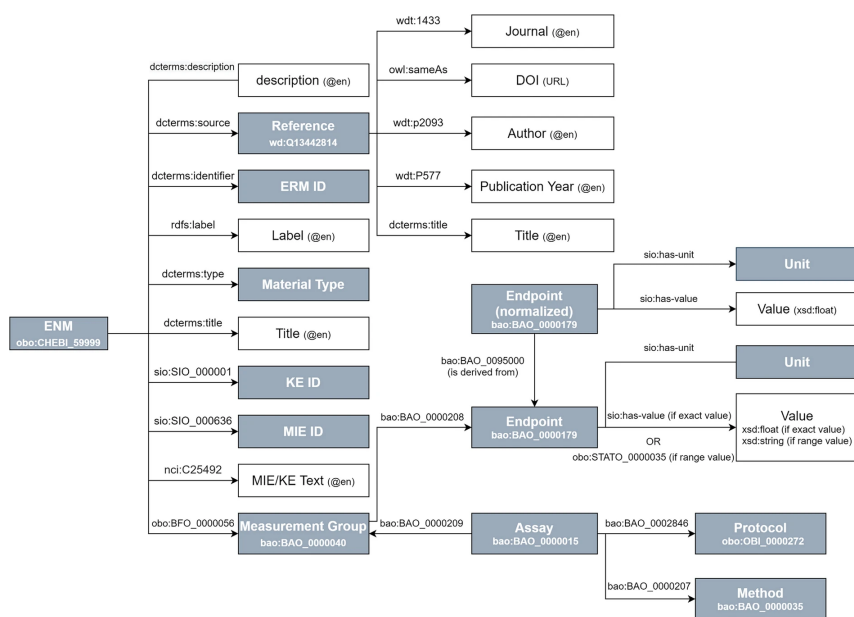 wdt:1433
Journal (@en)
dcterms:description
description (@en)
owl:sameAs
DOI (URL)
dcterms:source
Reference
wd:Q13442814
wdt:p2093
Author (@en)
dcterms:identifier
ERM ID
wdt:P577
Publication Year (@en)
rdfs:label
Label (@en)
dcterms:title
Title (@en)
dcterms:type
Material Type
sio:has-unit
Unit
Endpoint
(normalized)
bao:BAO_0000179
sio:has-value
Value (xsd:float)
ENM
obo:CHEBI_59999
dcterms:title
Title (@en)
bao:BAO_0095000
(is derived from)
sio:has-unit
Unit
sio:SIO_000001
KE ID
sio:SIO_000636
MIE ID
bao:BAO_0000208
Endpoint
bao:BAO_0000179
sio:has-value (if exact value)
OR
obo:STATO_0000035 (if range value)
Value
xsd:float (if exact value)
xsd:string (if range value)
nci:C25492
MIE/KE Text (@en)
obo:BFO_0000056
Measurement Group
bao:BAO_0000040
bao:BAO_0000209
Assay
bao:BAO_0000015
bao:BAO_0002846
Protocol
obo:OBI_0000272
bao:BAO_0000207
Method
bao:BAO_0000035